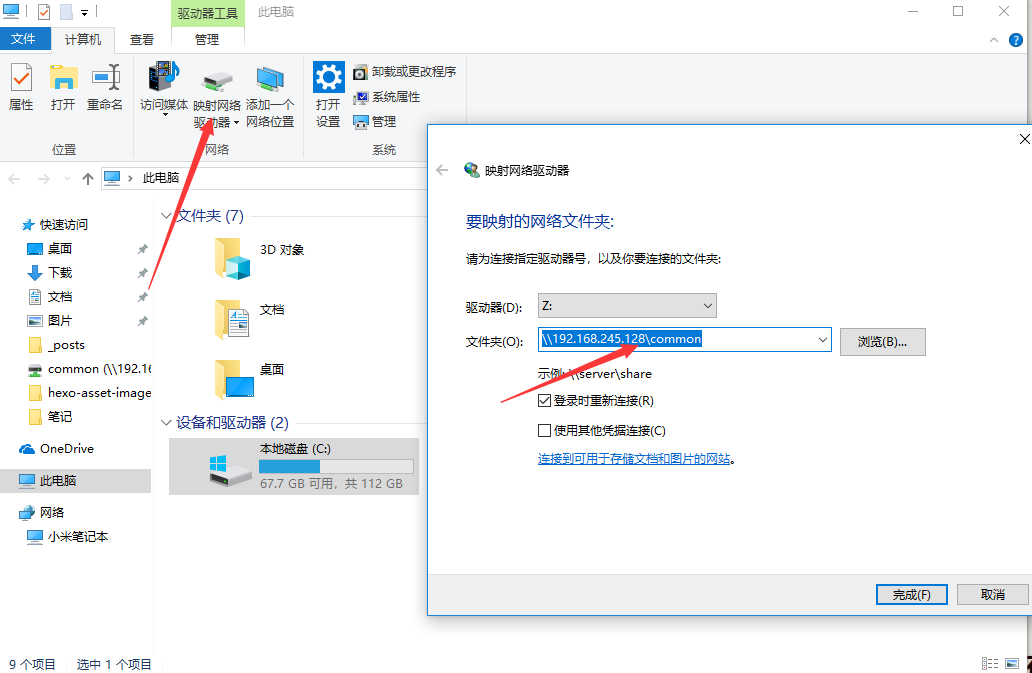 驱动器工具
此电脑
文件
计算机
查看
管理
属性
打开
重命名
访问媒体
映射网络
驱动器
添加一个
网络位置
打开
设置
卸载或更改程序
系统属性
管理
位置
网络
系统
此电脑
快速访问
桌面
下载
文档
图片
_posts
common (\\192.16
hexo-asset-image
笔记
OneDrive
此电脑
网络
小米笔记本
文件夹 (7)
3D 对象
文档
桌面
设备和驱动器 (2)
本地磁盘 (C:)
67.7 GB 可用，共 112 GB
映射网络驱动器
要映射的网络文件夹:
请为连接指定驱动器号，以及你要连接的文件夹:
驱动器(D):
Z:
文件夹(O):
\\192.168.245.128\common
浏览(B)...
示例: \\server\share
登录时重新连接(R)
使用其他凭据连接(C)
连接到可用于存储文档和图片的网站。
完成(F)
取消
9 个项目
选中 1 个项目